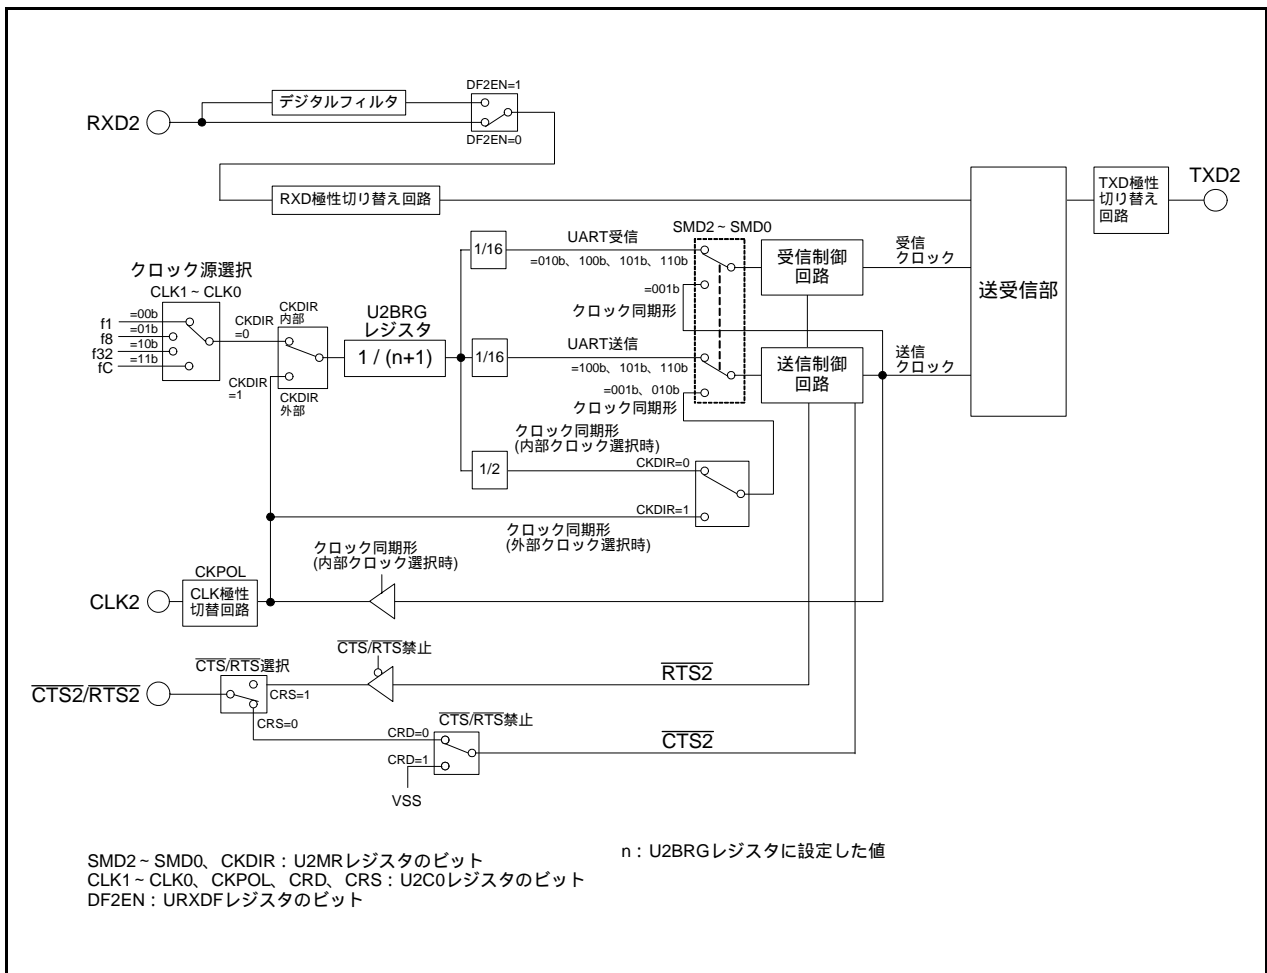 DF2EN=1
デジタルフィルタ
RXD2
DF2EN=0
RXD極性切り替え回路
TXD極性
切り替え
回路
TXD2
SMD2～SMD0
1/16
UART受信
=010b、100b、101b、110b
受信制御
回路
受信
クロック
送受信部
クロック源選択
CLK1～CLK0
=00b
f1
=01b
f8
=10b
f32
=11b
fC
CKDIR
=0
CKDIR
内部
CKDIR
=1
CKDIR
外部
U2BRG
レジスタ
1 / (n+1)
=001b
クロック同期形
1/16
UART送信
=100b、101b、110b
送信制御
回路
送信
クロック
=001b、010b
クロック同期形
クロック同期形
(内部クロック選択時)
1/2
CKDIR=0
CKDIR=1
クロック同期形
(外部クロック選択時)
クロック同期形
(内部クロック選択時)
CKPOL
CLK2
CLK極性
切替回路
CTS/RTS禁止
CTS/RTS選択
RTS2
CTS2/RTS2
CRS=1
CRS=0
CTS/RTS禁止
CRD=0
CTS2
CRD=1
VSS
SMD2～SMD0、CKDIR：U2MRレジスタのビット
n：U2BRGレジスタに設定した値
CLK1～CLK0、CKPOL、CRD、CRS：U2C0レジスタのビット
DF2EN：URXDFレジスタのビット